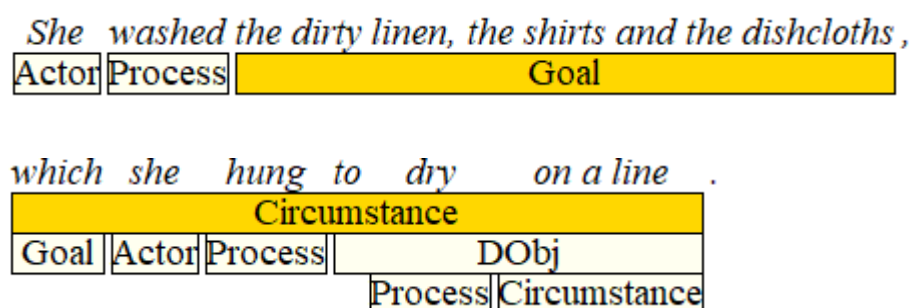 She washed the dirty linen, the shirts and the dishcloths ,
Actor Process Goal
which she hung to dry on a line .
Circumstance
Goal Actor Process DObj
Process Circumstance